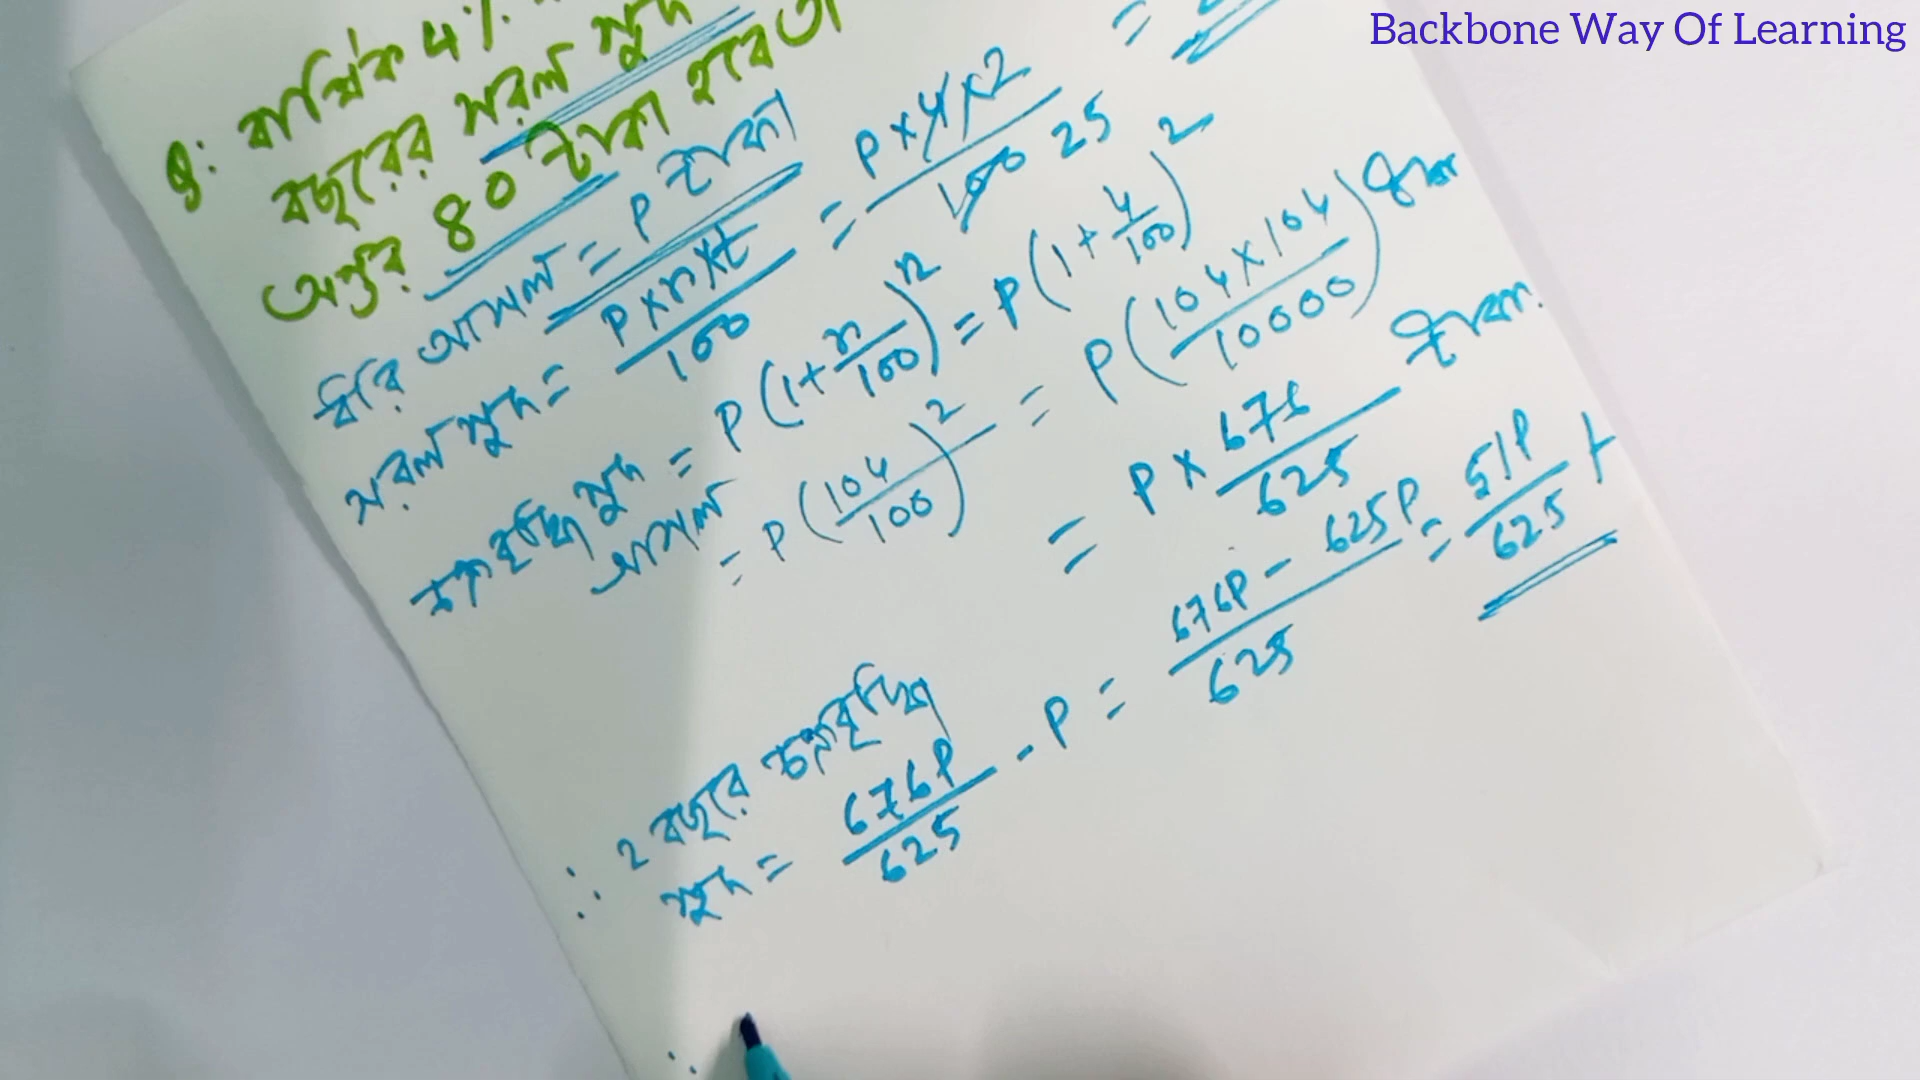 Backbone Way Of Learning
Q: বার্ষিক 4%
বছরের সরল সুদ
অন্তর 80 টাকা হবে তা
ধরি আসল = P টাকা
সরল সুদ = P×r×t/100 = P×4×2/100 25 =
চক্রবৃদ্ধি সুদ আসল = P(1+r/100)^n = P(1+4/100)^2
= P(104/100)^2 = P(104×104/10000) টাকা
= P × 676/625 টাকা.
∴ 2 বছরে চক্রবৃদ্ধি
সুদ = 676P/625 - P = 676P - 625P/625 = 51P/625